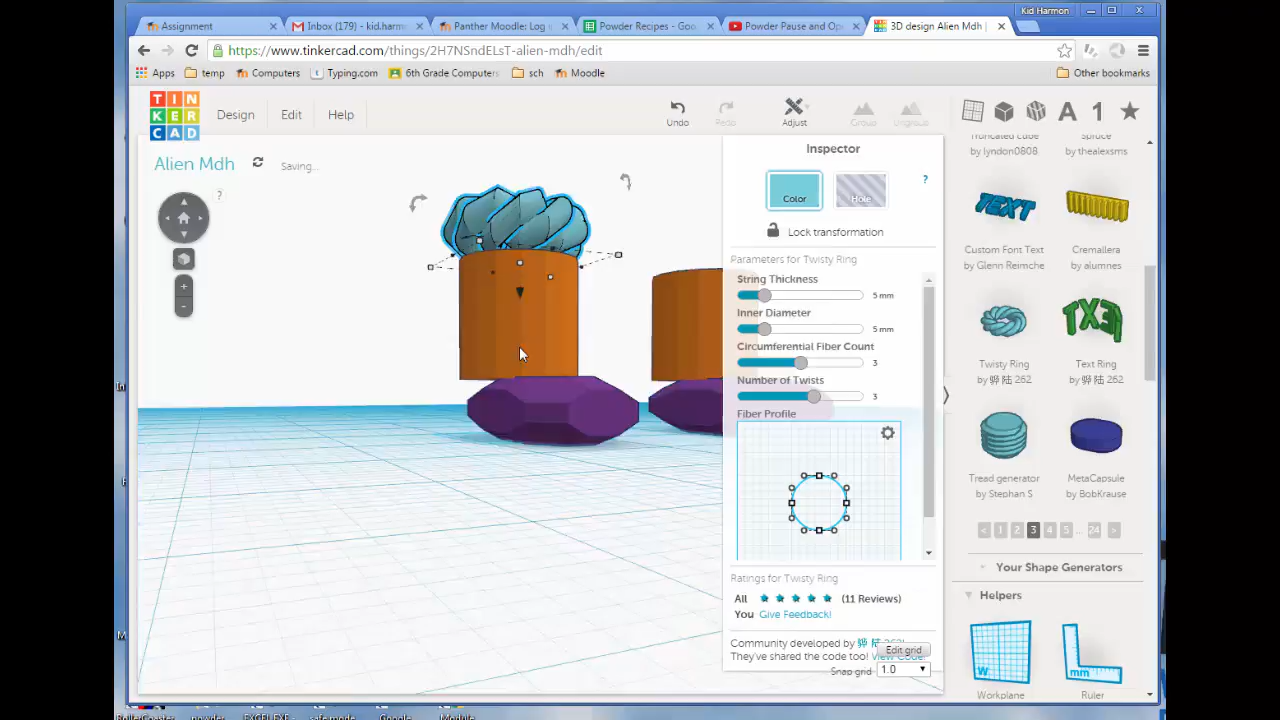 Kid Harmon
Assignment
Inbox (179) - kid.harmo
Panther Moodle: Log i
Powder Recipes - Goo
Powder Pause and Op
3D design Alien Mdh |
https://www.tinkercad.com/things/2H7NSndELsT-alien-mdh/edit
Apps
temp
Computers
Typing.com
6th Grade Computers
sch
Moodle
Other bookmarks
TIN
KER
CAD
Design
Edit
Help
Undo
Redo
Adjust
Group
Ungroup
A
1
Alien Mdh
Saving...
?
+
-
Inspector
Color
Hole
?
Lock transformation
Parameters for Twisty Ring
String Thickness
5 mm
Inner Diameter
5 mm
Circumferential Fiber Count
3
Number of Twists
3
Fiber Profile
Ratings for Twisty Ring
All
(11 Reviews)
You
Give Feedback!
Community developed by
They've shared the code too! View Code.
Edit grid
Snap grid
1.0
Truncated cube
by lyndon0808
Spruce
by thealexsms
TEXT
Custom Font Text
by Glenn Reimche
Cremallera
by alumnes
Twisty Ring
262
TEXT
Text Ring
262
Tread generator
by Stephan S
MetaCapsule
by BobKrause
< 1 2 3 4 5 ... 24 >
Your Shape Generators
Helpers
W
Workplane
mm
Ruler